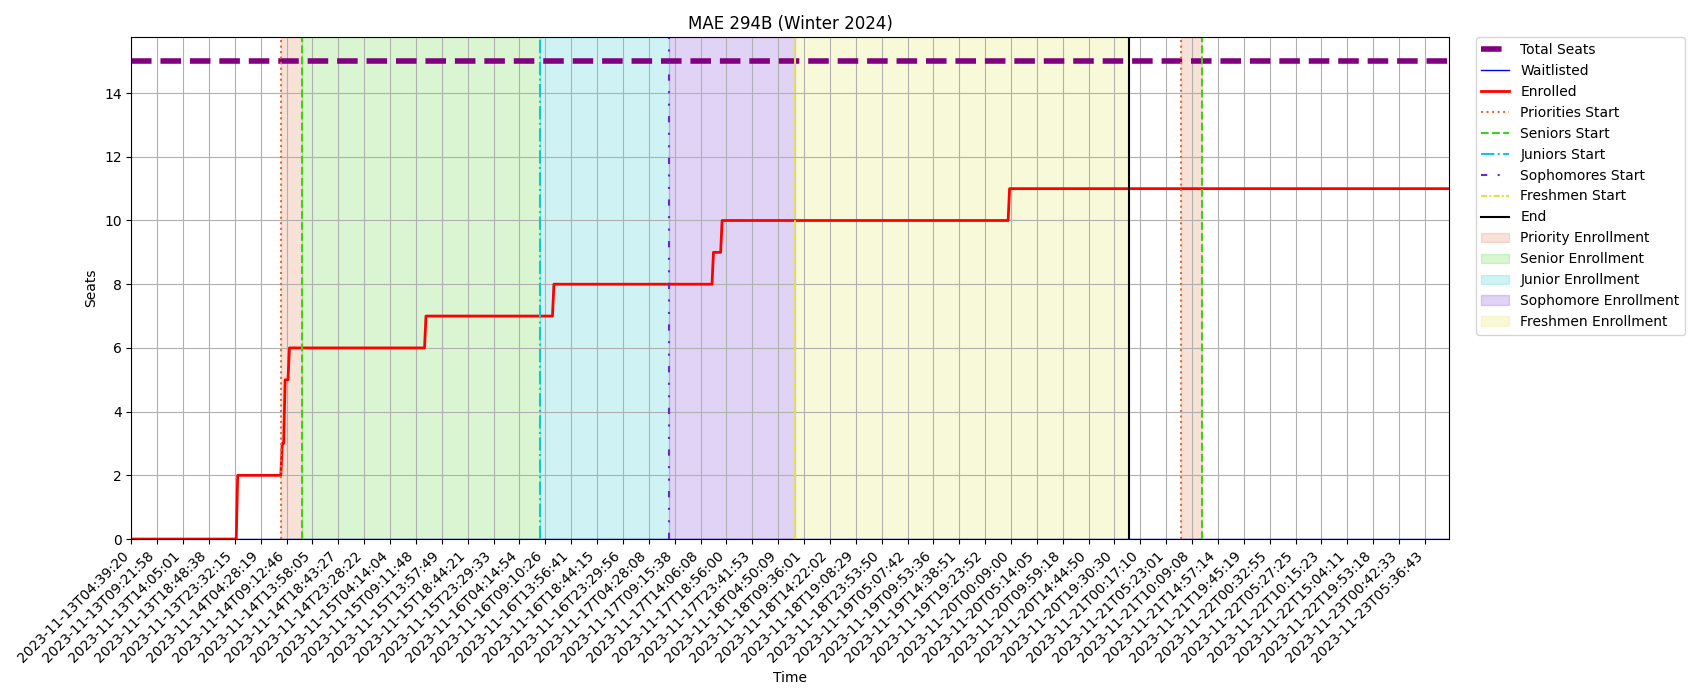 MAE 294B (Winter 2024)
Total Seats
Waitlisted
Enrolled
Priorities Start
Seniors Start
Juniors Start
Sophomores Start
Freshmen Start
End
Priority Enrollment
Senior Enrollment
Junior Enrollment
Sophomore Enrollment
Freshmen Enrollment
Seats
14
12
10
8
6
4
2
0
2023-11-13T04:39:20
2023-11-13T09:21:58
2023-11-13T14:05:01
2023-11-13T18:48:38
2023-11-13T23:32:15
2023-11-14T04:28:19
2023-11-14T09:12:46
2023-11-14T13:58:05
2023-11-14T18:43:27
2023-11-14T23:28:22
2023-11-15T04:14:04
2023-11-15T09:11:48
2023-11-15T13:57:49
2023-11-15T18:44:21
2023-11-15T23:29:33
2023-11-16T04:14:54
2023-11-16T09:10:26
2023-11-16T13:56:41
2023-11-16T18:44:15
2023-11-16T23:29:56
2023-11-17T04:28:08
2023-11-17T09:15:38
2023-11-17T14:06:08
2023-11-17T18:56:00
2023-11-17T23:41:53
2023-11-18T04:50:09
2023-11-18T09:36:01
2023-11-18T14:22:02
2023-11-18T19:08:29
2023-11-18T23:53:50
2023-11-19T05:07:42
2023-11-19T09:53:36
2023-11-19T14:38:51
2023-11-19T19:23:52
2023-11-20T00:09:00
2023-11-20T05:14:05
2023-11-20T09:59:18
2023-11-20T14:44:50
2023-11-20T19:30:30
2023-11-21T00:17:10
2023-11-21T05:23:01
2023-11-21T10:09:08
2023-11-21T14:57:14
2023-11-21T19:45:19
2023-11-22T00:32:55
2023-11-22T05:27:25
2023-11-22T10:15:23
2023-11-22T15:04:11
2023-11-22T19:53:18
2023-11-23T00:42:33
2023-11-23T05:36:43
Time